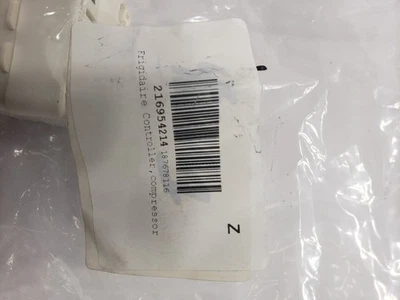 216954214
Frigidaire Controller,compressor
Z